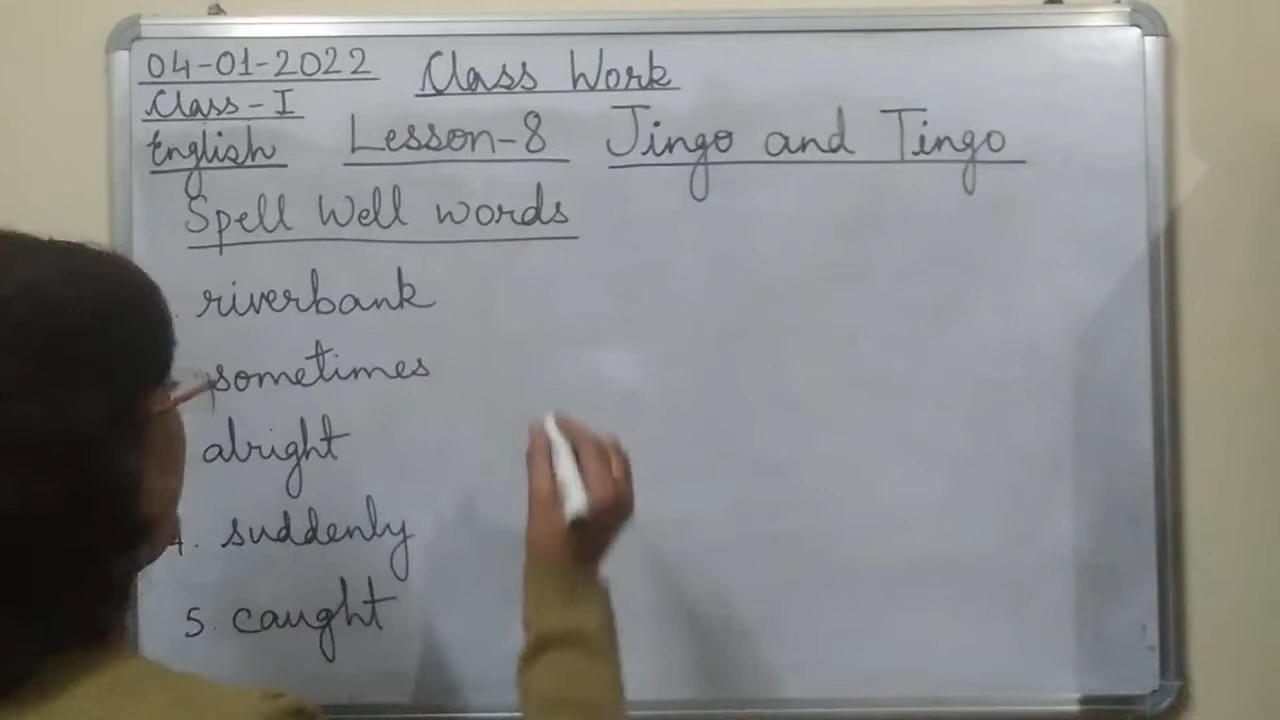 04-01-2022 Class Work
Class-I
English Lesson-8 Jingo and Tingo
Spell Well words
riverbank
sometimes
alright
4. suddenly
5. caught